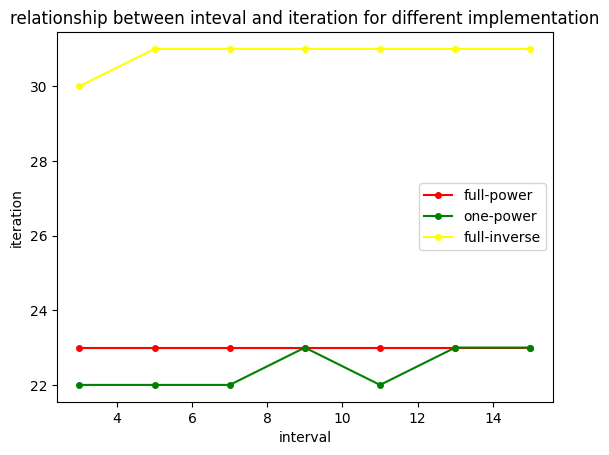 relationship between inteval and iteration for different implementation
30
28
26
24
22
iteration
full-power
one-power
full-inverse
4
6
8
10
12
14
interval